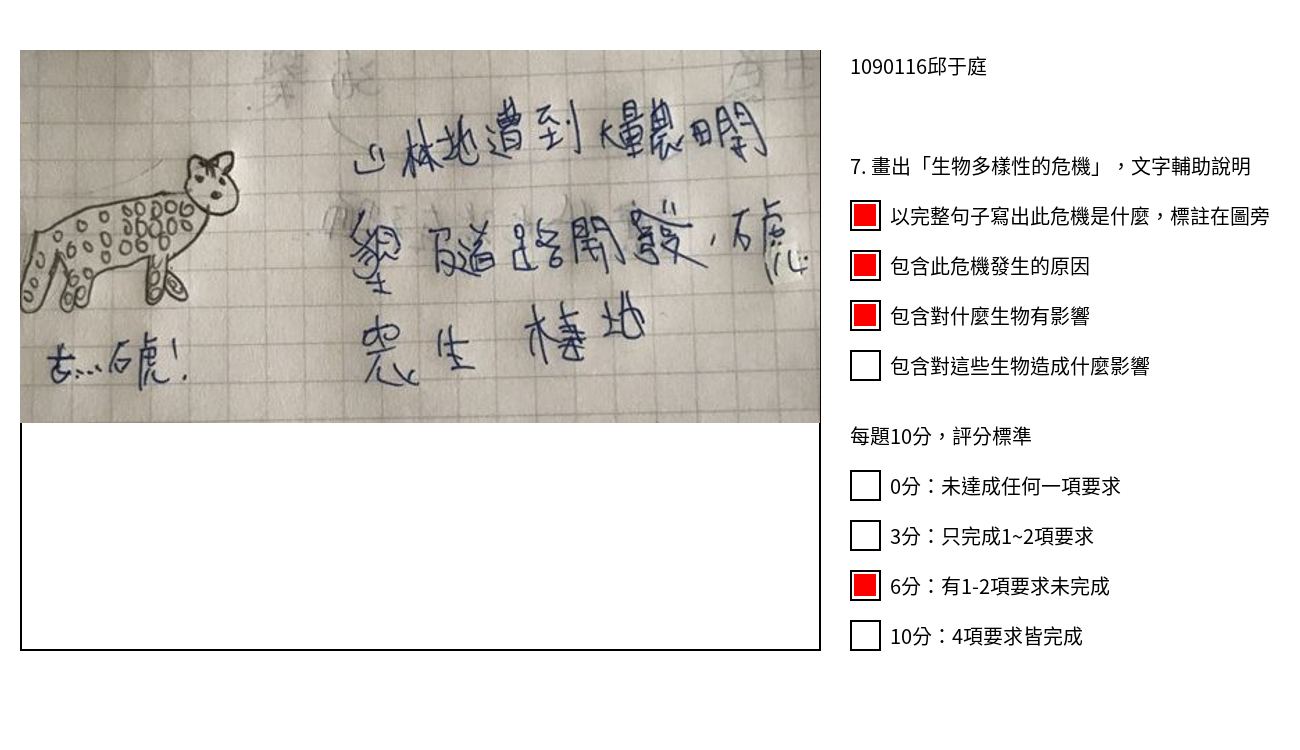 山林地遭到大量農田開
墾及道路開發,石虎
喪生棲地
去...石虎!
1090116邱于庭
7. 畫出「生物多樣性的危機」,文字輔助說明
以完整句子寫出此危機是什麼,標註在圖旁
包含此危機發生的原因
包含對什麼生物有影響
包含對這些生物造成什麼影響
每題10分,評分標準
0分:未達成任何一項要求
3分:只完成1~2項要求
6分:有1-2項要求未完成
10分:4項要求皆完成